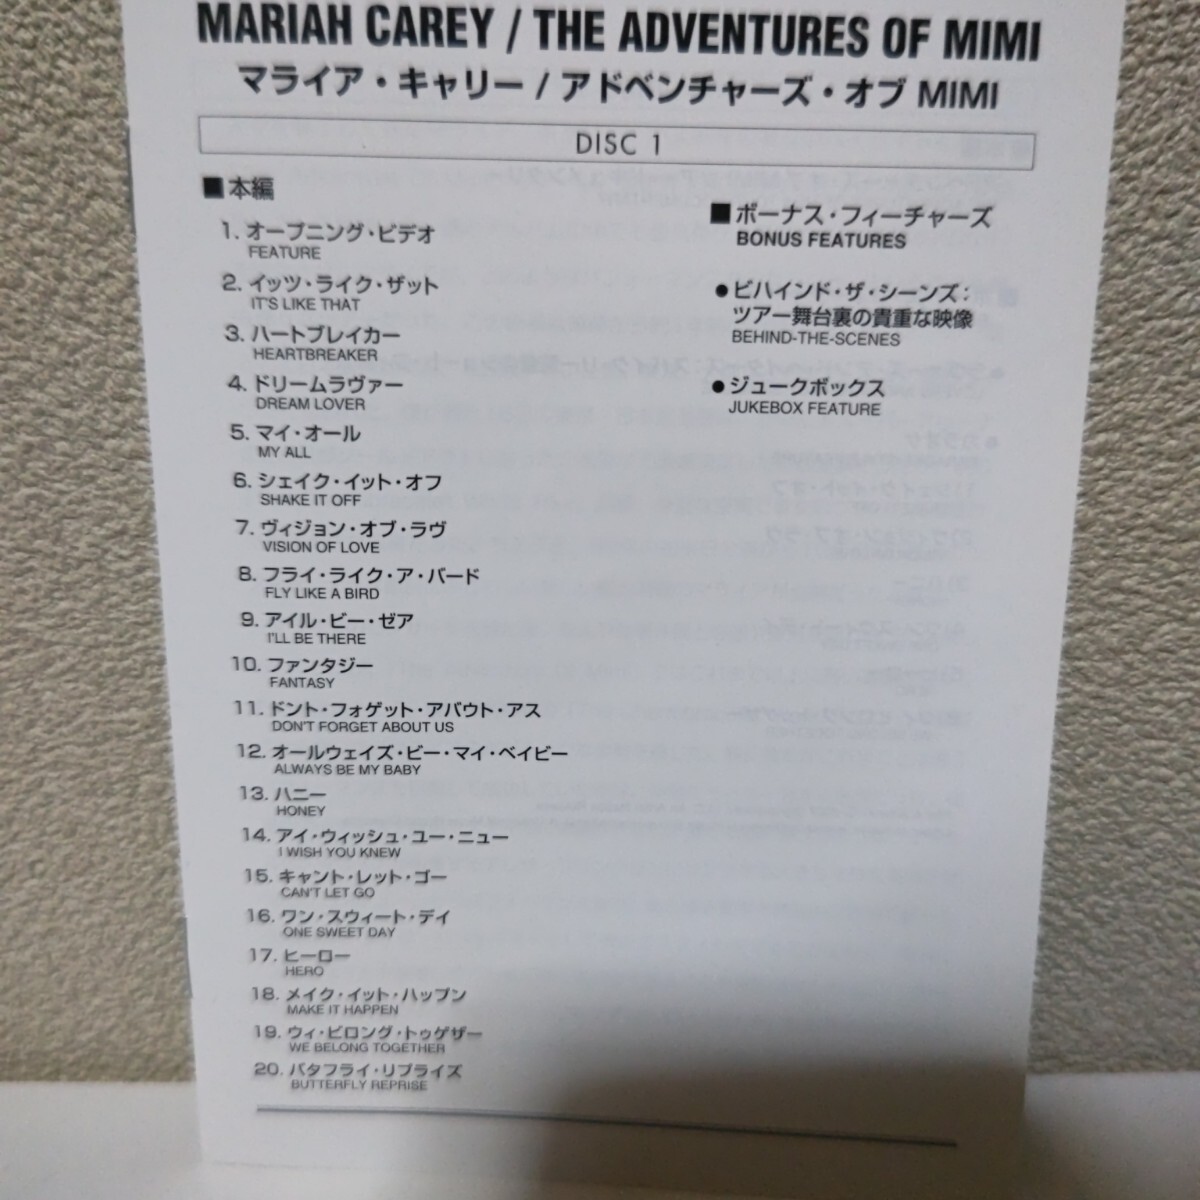 MARIAH CAREY / THE ADVENTURES OF MIMI
マライア・キャリー / アドベンチャーズ・オブ MIMI
DISC 1
■本編
1. オープニング・ビデオ
FEATURE
2. イッツ・ライク・ザット
IT'S LIKE THAT
3. ハートブレイカー
HEARTBREAKER
4. ドリームラヴァー
DREAM LOVER
5. マイ・オール
MY ALL
6. シェイク・イット・オフ
SHAKE IT OFF
7. ヴィジョン・オブ・ラヴ
VISION OF LOVE
8. フライ・ライク・ア・バード
FLY LIKE A BIRD
9. アイル・ビー・ゼア
I'LL BE THERE
10. ファンタジー
FANTASY
11. ドント・フォゲット・アバウト・アス
DON'T FORGET ABOUT US
12. オールウェイズ・ビー・マイ・ベイビー
ALWAYS BE MY BABY
13. ハニー
HONEY
14. アイ・ウィッシュ・ユー・ニュー
I WISH YOU KNEW
15. キャント・レット・ゴー
CAN'T LET GO
16. ワン・スウィート・デイ
ONE SWEET DAY
17. ヒーロー
HERO
18. メイク・イット・ハップン
MAKE IT HAPPEN
19. ウィ・ビロング・トゥゲザー
WE BELONG TOGETHER
20. バタフライ・リプライズ
BUTTERFLY REPRISE
■ボーナス・フィーチャーズ
BONUS FEATURES
●ビハインド・ザ・シーンズ：
ツアー舞台裏の貴重な映像
BEHIND-THE-SCENES
●ジュークボックス
JUKEBOX FEATURE